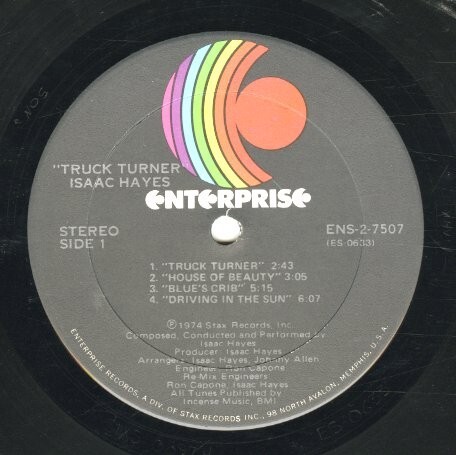 "TRUCK TURNER"
ISAAC HAYES
ENTERPRISE
STEREO
SIDE 1
ENS-2-7507
(ES-0633)
1. "TRUCK TURNER" 2:43
2. "HOUSE OF BEAUTY" 3:05
3. "BLUE'S CRIB" 5:15
4. "DRIVING IN THE SUN" 6:07
℗1974 Stax Records, Inc.
Composed, Conducted and Performed by
Isaac Hayes
Producer: Isaac Hayes
Arrangers: Isaac Hayes, Johnny Allen
Engineer: Ron Capone
Re-Mix Engineers:
Ron Capone, Isaac Hayes
All Tunes Published by
Incense Music, BMI
ENTERPRISE RECORDS, A DIV. OF STAX RECORDS INC., 98 NORTH AVALON, MEMPHIS, U.S.A.